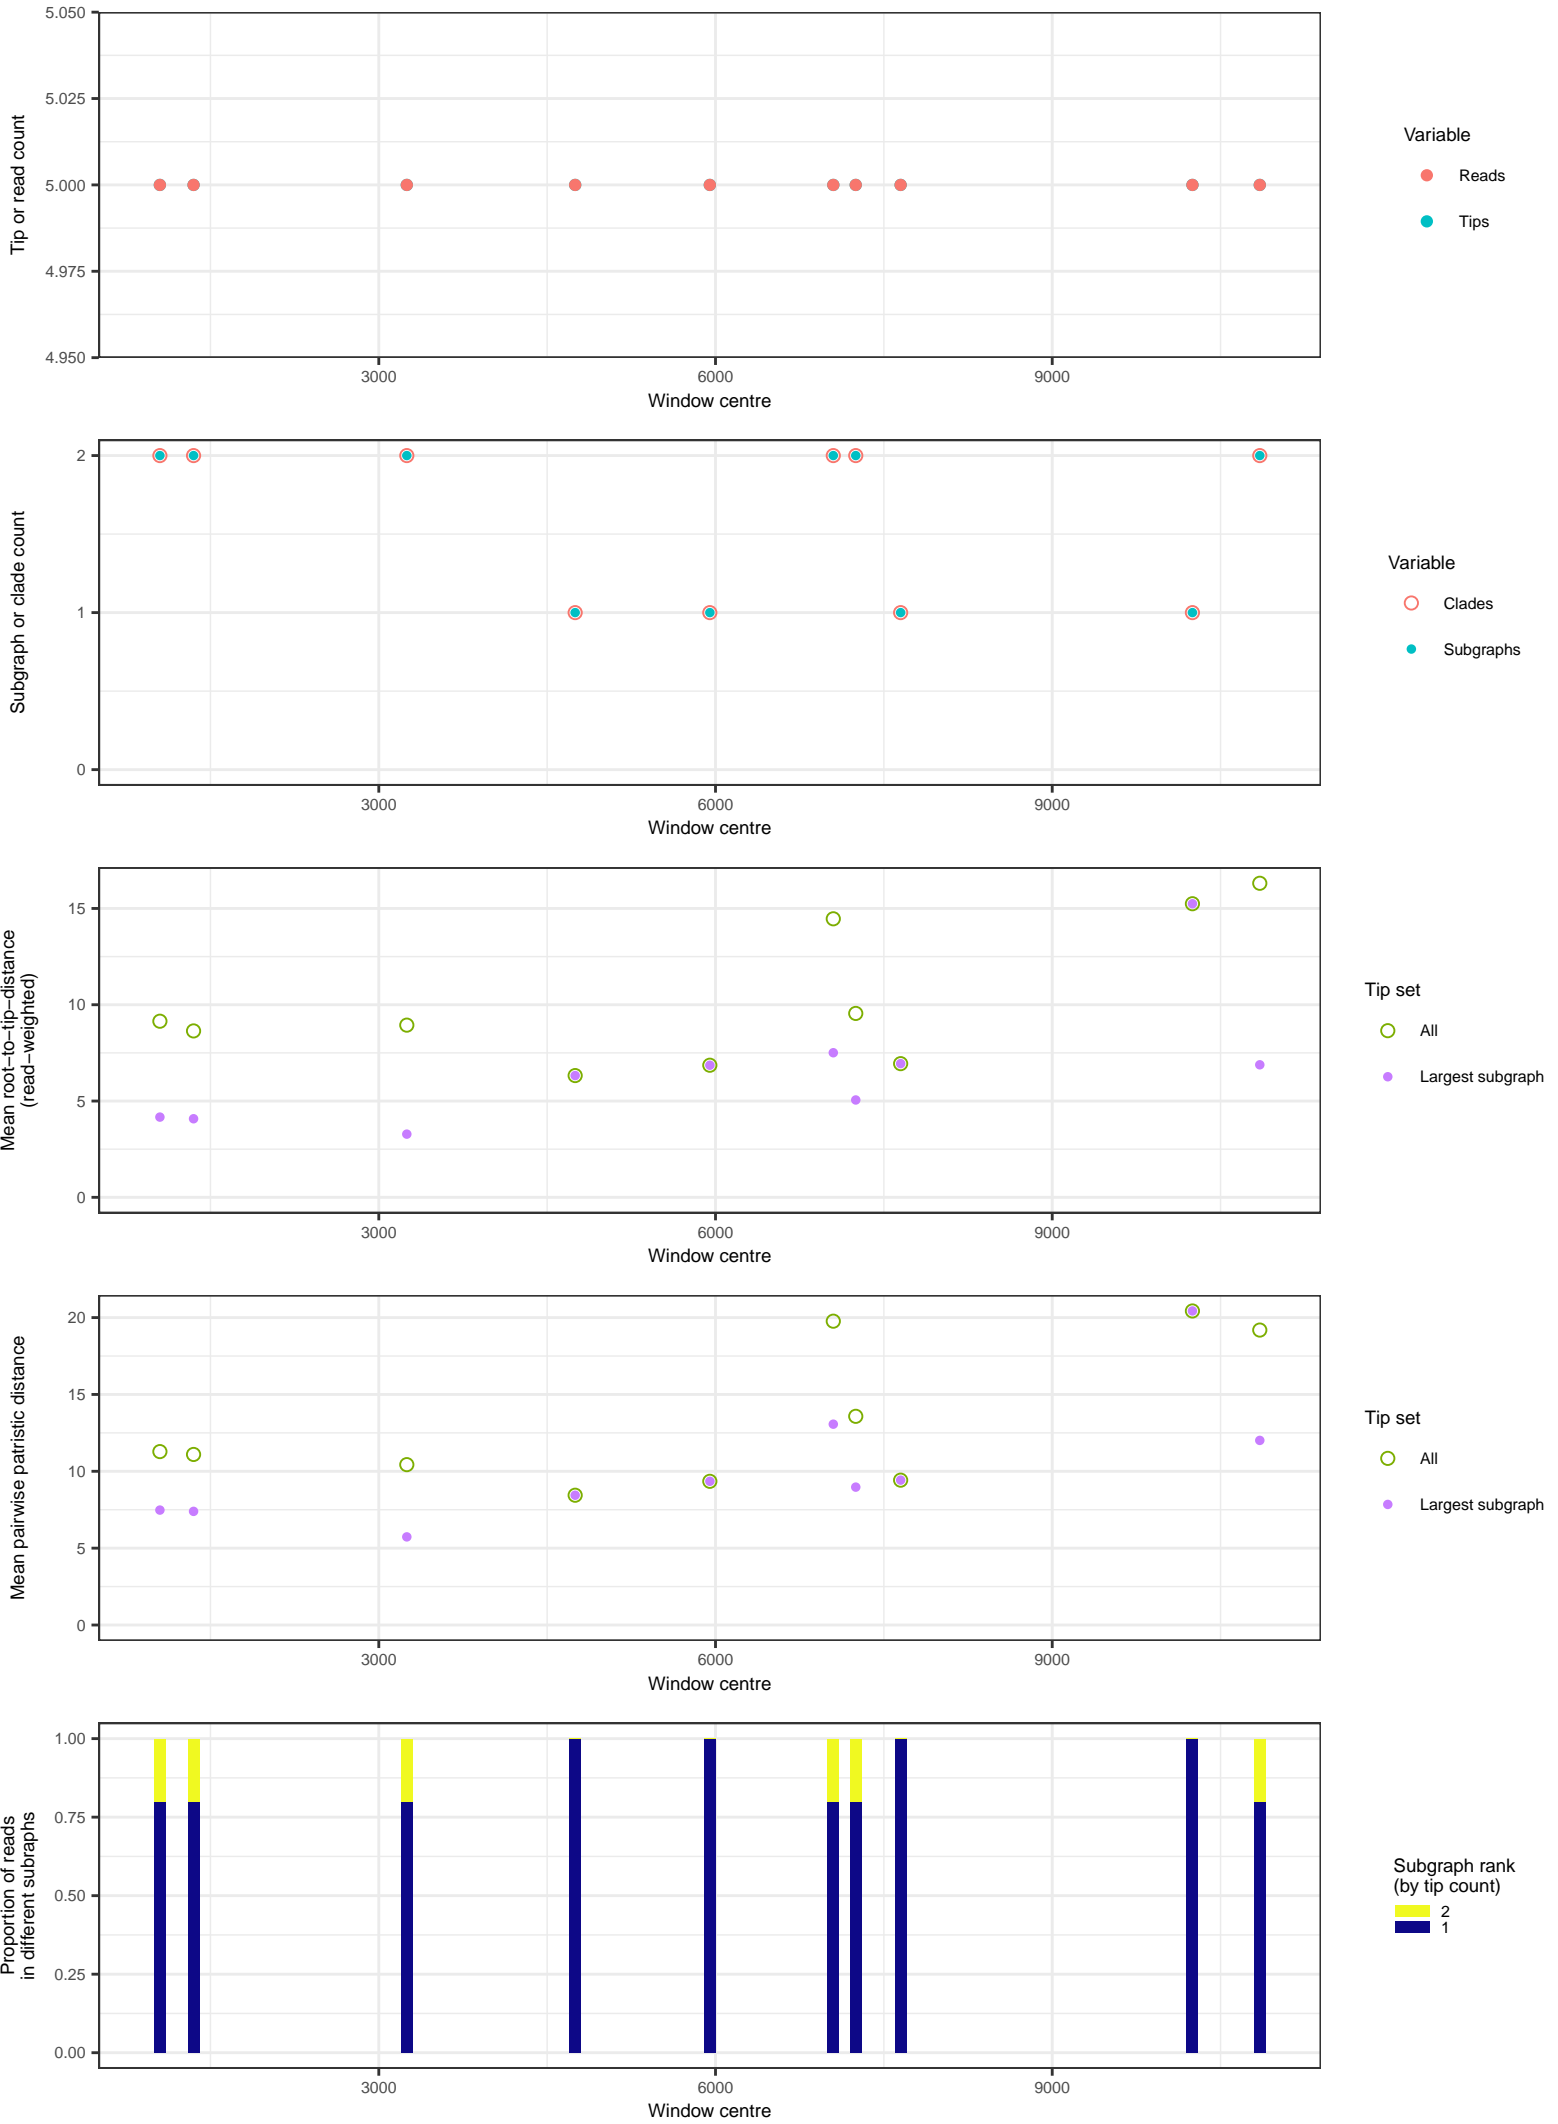 5.050
5.025
5.000
4.975
4.950
Tip or read count
3000
6000
9000
Window centre
Variable
Reads
Tips
2
1
0
Subgraph or clade count
3000
6000
9000
Window centre
Variable
Clades
Subgraphs
15
10
5
0
Mean root−to−tip−distance
(read−weighted)
3000
6000
9000
Window centre
Tip set
All
Largest subgraph
20
15
10
5
0
Mean pairwise patristic distance
3000
6000
9000
Window centre
Tip set
All
Largest subgraph
1.00
0.75
0.50
0.25
0.00
Proportion of reads
in different subraphs
3000
6000
9000
Window centre
Subgraph rank
(by tip count)
2
1